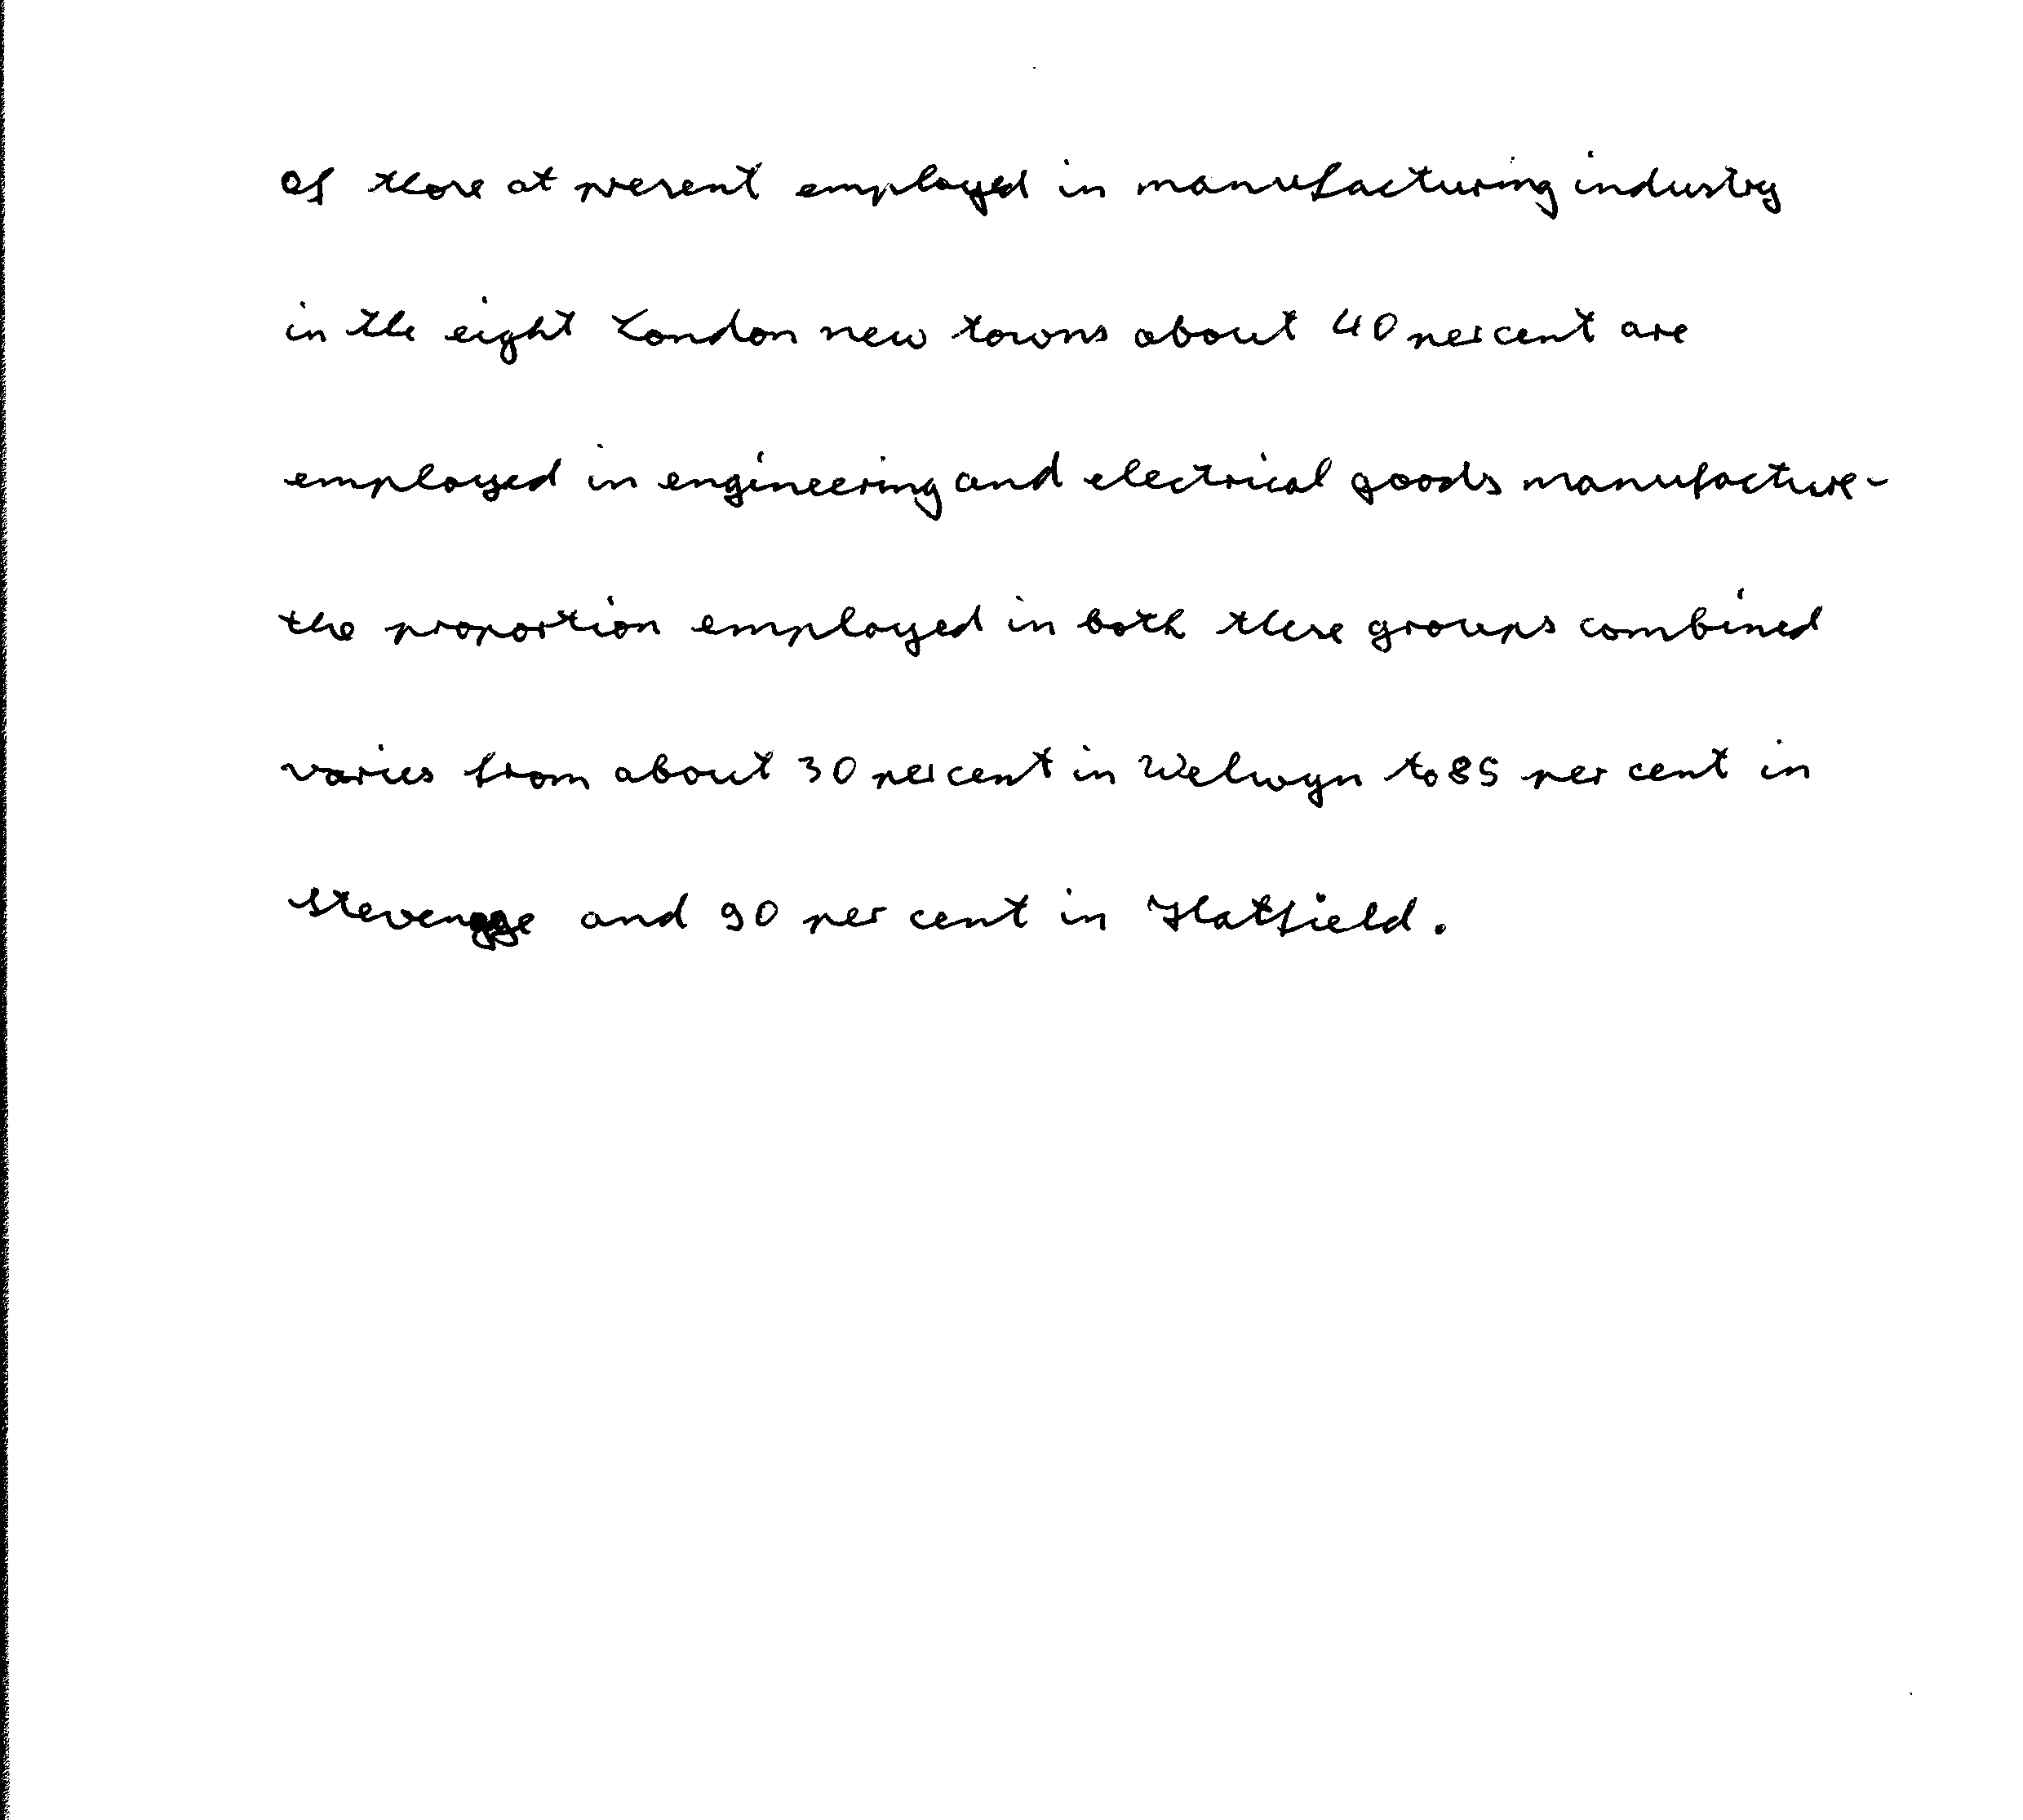 Of those at present employed in manufacturing industry
in the eight London new towns about 40 per cent are
employed in engineering and electrical goods manufacture -
the proportion employed in both these groups combined
varies from about 30 per cent in Welwyn to 85 per cent in
Stevenage and 90 per cent in Hatfield.